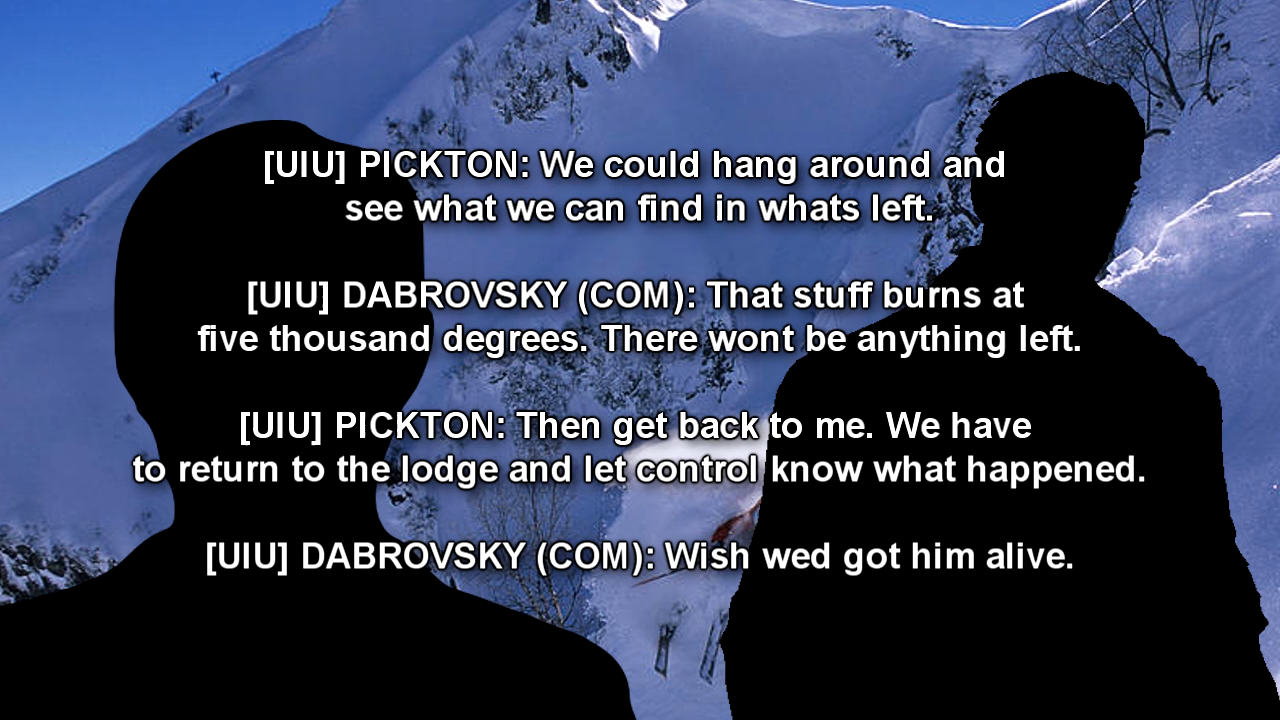 [UIU] PICKTON: We could hang around and
see what we can find in whats left.
[UIU] DABROVSKY (COM): That stuff burns at
five thousand degrees. There wont be anything left.
[UIU] PICKTON: Then get back to me. We have
to return to the lodge and let control know what happened.
[UIU] DABROVSKY (COM): Wish wed got him alive.